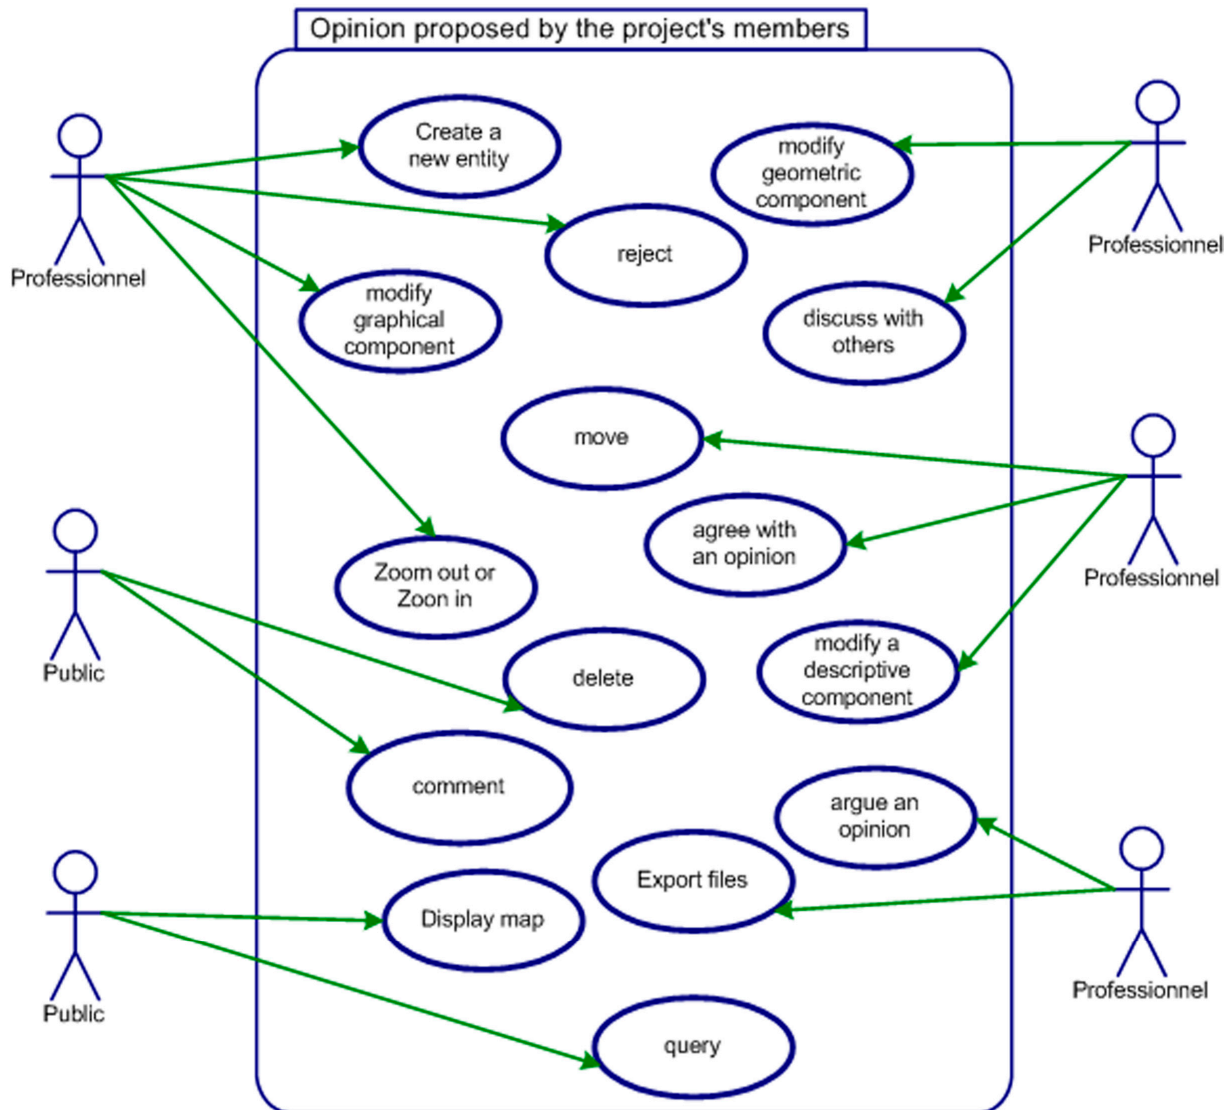 Opinion proposed by the project's members
Create a
new entity
modify
geometric
component
Professionnel
Professionnel
reject
modify
graphical
component
discuss with
others
move
agree with
an opinion
Professionnel
Zoom out or
Zoon in
Public
delete
modify a
descriptive
component
comment
argue an
opinion
Export files
Display map
Professionnel
Public
query